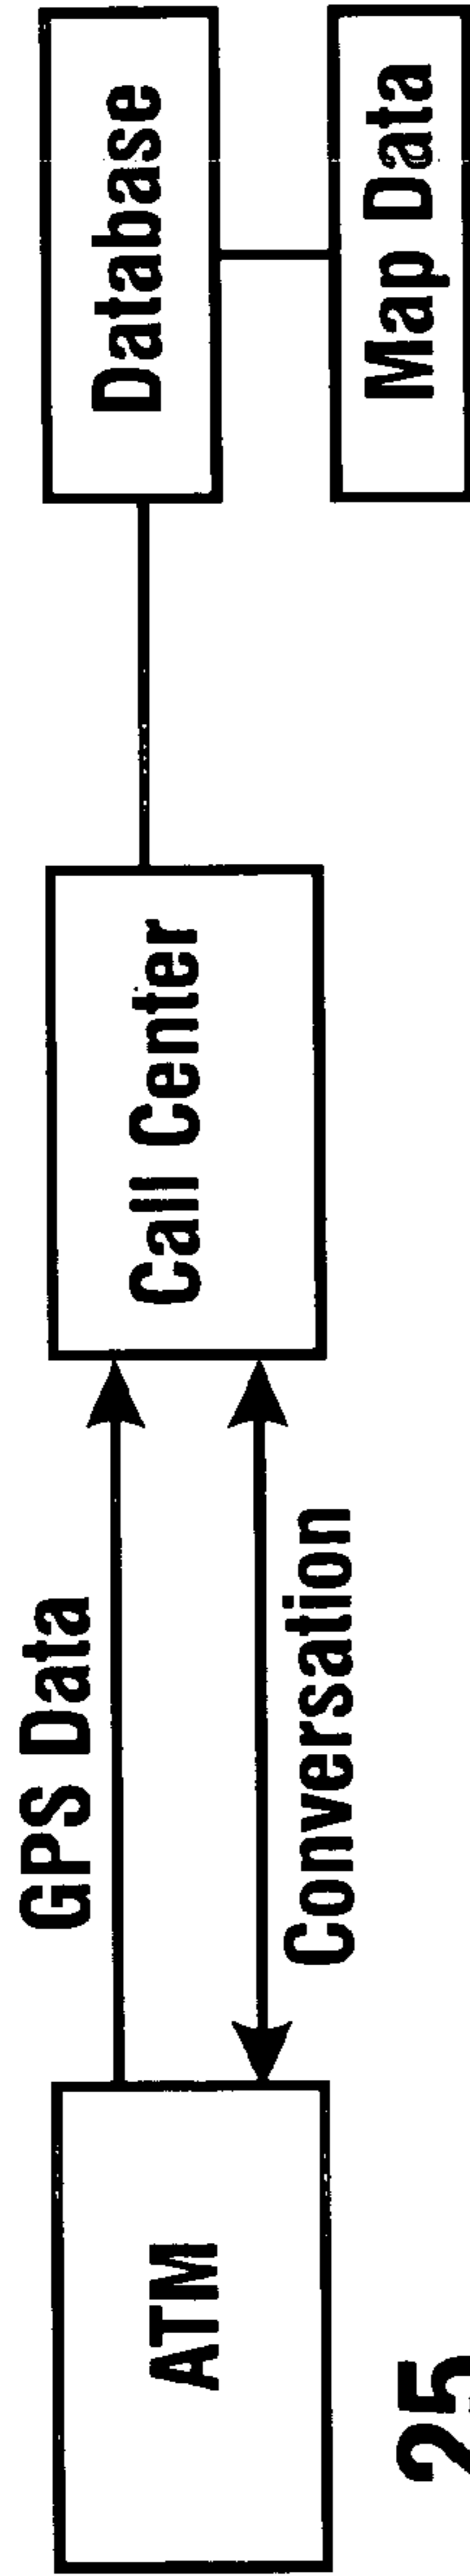 ATM
GPS Data
Conversation
Call Center
Database
Map Data
25